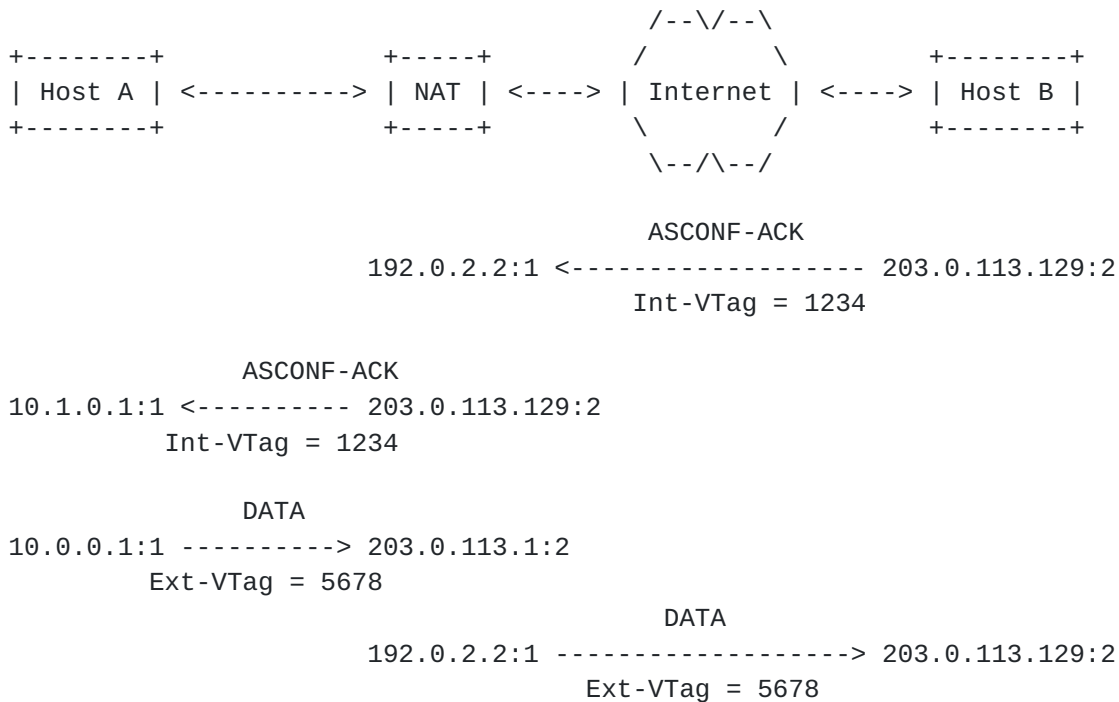 /--\/--\
+--------+              +-----+         /        \         +--------+
| Host A | <----------> | NAT | <----> | Internet | <----> | Host B |
+--------+              +-----+         \        /         +--------+
                                         \--/\--/
                                         ASCONF-ACK
                       192.0.2.2:1 <------------------- 203.0.113.129:2
                                        Int-VTag = 1234
               ASCONF-ACK
10.1.0.1:1 <---------- 203.0.113.129:2
          Int-VTag = 1234
               DATA
10.0.0.1:1 ----------> 203.0.113.1:2
         Ext-VTag = 5678
                                          DATA
                       192.0.2.2:1 -------------------> 203.0.113.129:2
                                     Ext-VTag = 5678